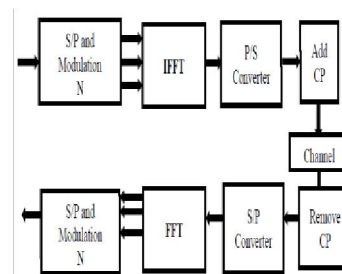 S/P and
Modulation
N
IFFT
P/S
Converter
Add
CP
Channel
S/P and
Modulation
N
FFT
S/P
Converter
Remove
CP